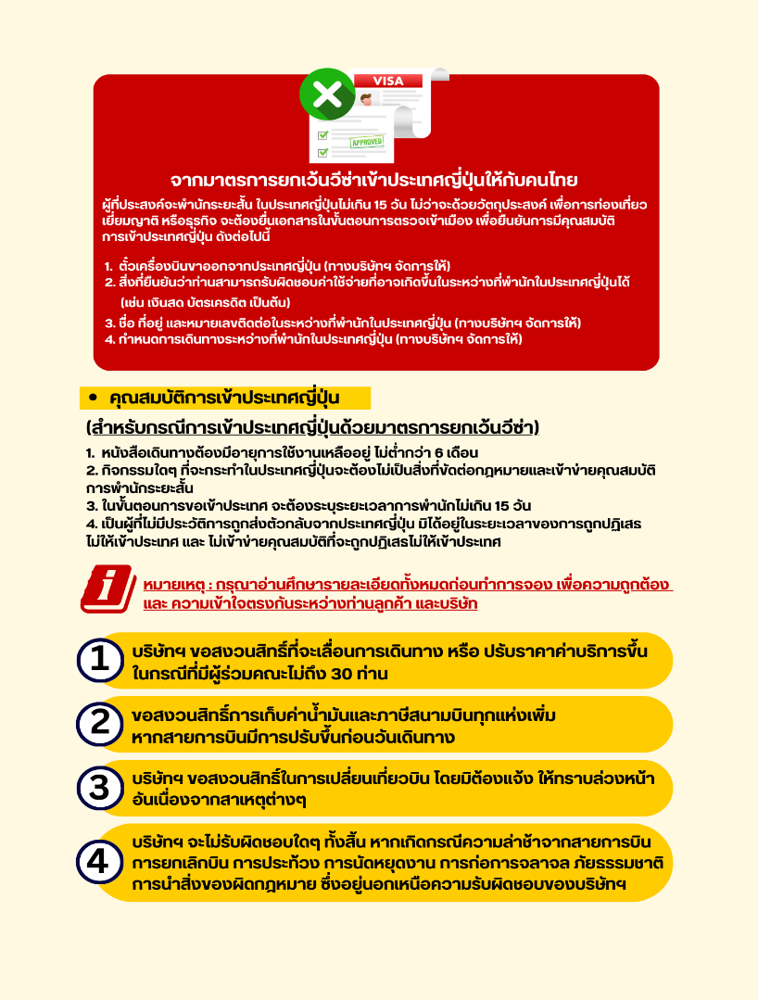 VISA
APPROVED
จากมาตรการยกเว้นวีซ่าเข้าประเทศญี่ปุ่นให้กับคนไทย
ผู้ที่ประสงค์จะพำนักระยะสั้น ในประเทศญี่ปุ่นไม่เกิน 15 วัน ไม่ว่าจะด้วยวัตถุประสงค์ เพื่อการท่องเที่ยว
เยี่ยมญาติ หรือธุรกิจ จะต้องยื่นเอกสารในขั้นตอนการตรวจเข้าเมือง เพื่อยืนยันการมีคุณสมบัติ
การเข้าประเทศญี่ปุ่น ดังต่อไปนี้
1. ตั๋วเครื่องบินขาออกจากประเทศญี่ปุ่น (ทางบริษัทฯ จัดการให้)
2. สิ่งที่ยืนยันว่าท่านสามารถรับผิดชอบค่าใช้จ่ายที่อาจเกิดขึ้นในระหว่างที่พำนักในประเทศญี่ปุ่นได้
(เช่น เงินสด บัตรเครดิต เป็นต้น)
3. ชื่อ ที่อยู่ และหมายเลขติดต่อในระหว่างที่พำนักในประเทศญี่ปุ่น (ทางบริษัทฯ จัดการให้)
4. กำหนดการเดินทางระหว่างที่พำนักในประเทศญี่ปุ่น (ทางบริษัทฯ จัดการให้)
• คุณสมบัติการเข้าประเทศญี่ปุ่น
(สำหรับกรณีการเข้าประเทศญี่ปุ่นด้วยมาตรการยกเว้นวีซ่า)
1. หนังสือเดินทางต้องมีอายุการใช้งานเหลืออยู่ ไม่ต่ำกว่า 6 เดือน
2. กิจกรรมใดๆ ที่จะกระทำในประเทศญี่ปุ่นจะต้องไม่เป็นสิ่งที่ขัดต่อกฎหมายและเข้าข่ายคุณสมบัติ
การพำนักระยะสั้น
3. ในขั้นตอนการขอเข้าประเทศ จะต้องระบุระยะเวลาการพำนักไม่เกิน 15 วัน
4. เป็นผู้ที่ไม่มีประวัติการถูกส่งตัวกลับจากประเทศญี่ปุ่น มิได้อยู่ในระยะเวลาของการถูกปฏิเสธ
ไม่ให้เข้าประเทศ และ ไม่เข้าข่ายคุณสมบัติที่จะถูกปฏิเสธไม่ให้เข้าประเทศ
i
หมายเหตุ : กรุณาอ่านศึกษารายละเอียดทั้งหมดก่อนทำการจอง เพื่อความถูกต้อง
และ ความเข้าใจตรงกันระหว่างท่านลูกค้า และบริษัท
1
บริษัทฯ ขอสงวนสิทธิ์ที่จะเลื่อนการเดินทาง หรือ ปรับราคาค่าบริการขึ้น
ในกรณีที่มีผู้ร่วมคณะไม่ถึง 30 ท่าน
2
ขอสงวนสิทธิ์การเก็บค่าน้ำมันและภาษีสนามบินทุกแห่งเพิ่ม
หากสายการบินมีการปรับขึ้นก่อนวันเดินทาง
3
บริษัทฯ ขอสงวนสิทธิ์ในการเปลี่ยนเที่ยวบิน โดยมิต้องแจ้ง ให้ทราบล่วงหน้า
อันเนื่องจากสาเหตุต่างๆ
4
บริษัทฯ จะไม่รับผิดชอบใดๆ ทั้งสิ้น หากเกิดกรณีความล่าช้าจากสายการบิน
การยกเลิกบิน การประท้วง การนัดหยุดงาน การก่อการจลาจล ภัยธรรมชาติ
การนำสิ่งของผิดกฎหมาย ซึ่งอยู่นอกเหนือความรับผิดชอบของบริษัทฯ